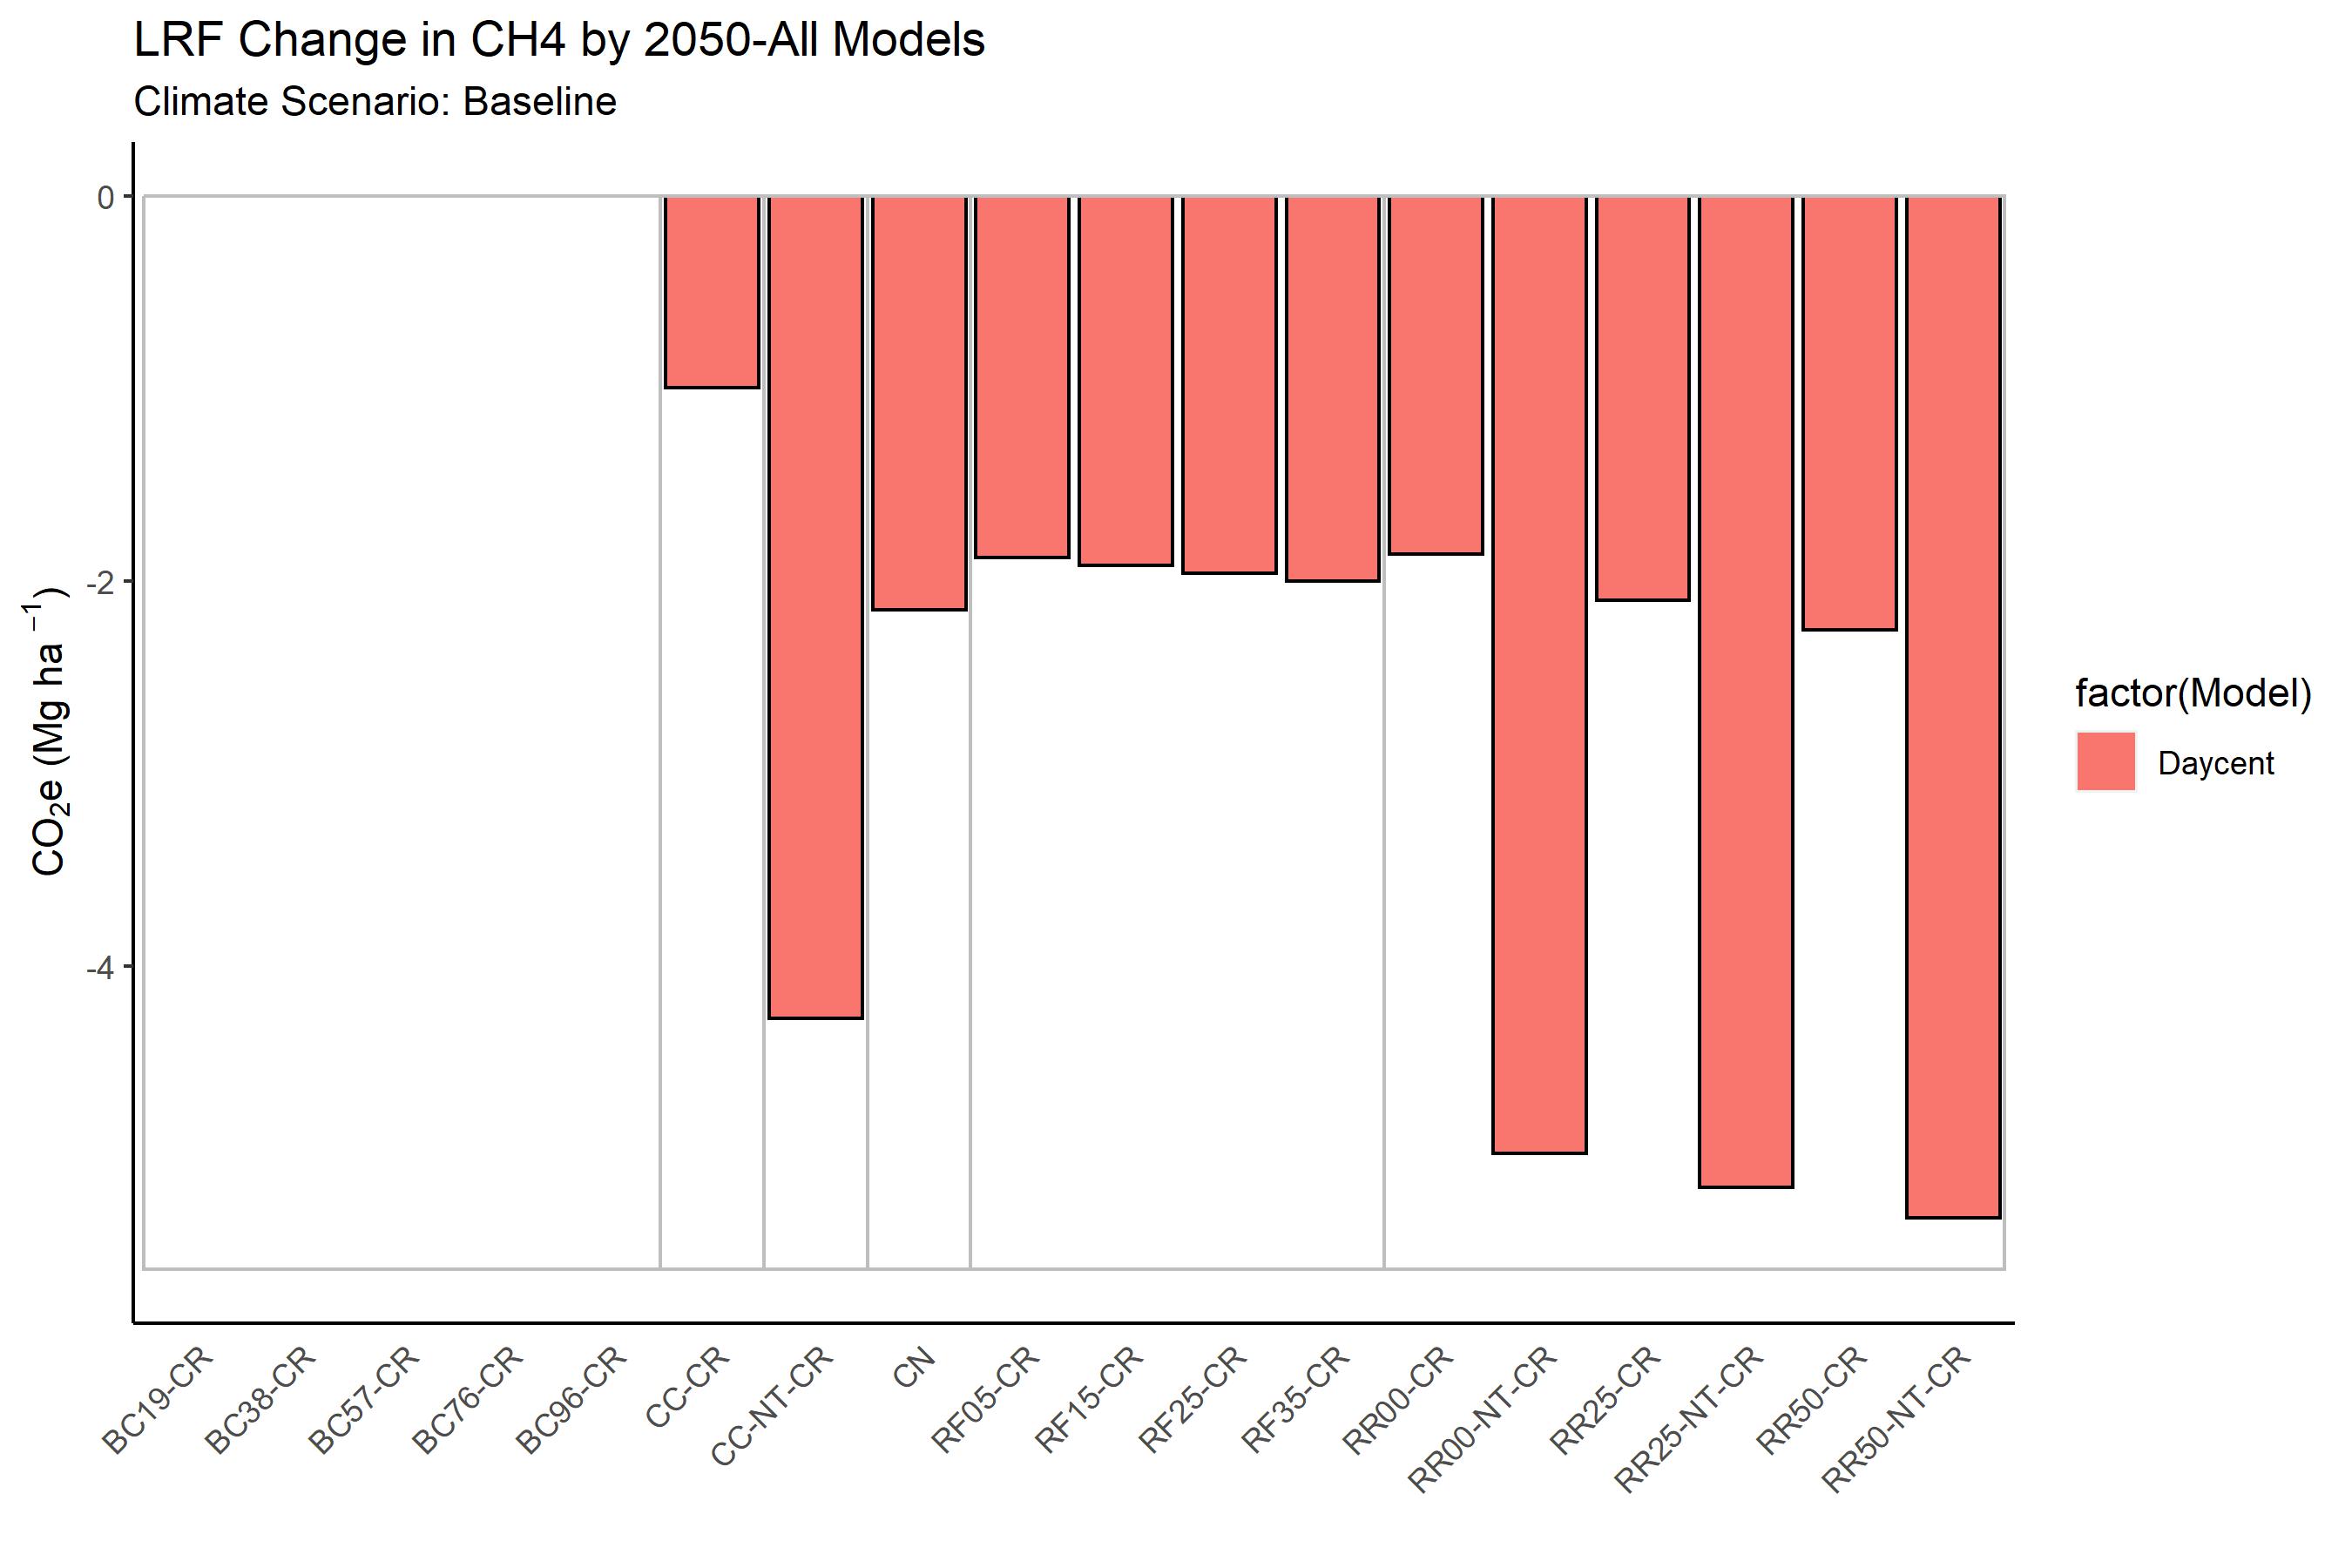 LRF Change in CH4 by 2050-All Models
Climate Scenario: Baseline
CO₂e (Mg ha ⁻¹)
0
-2
-4
BC19-CR
BC38-CR
BC57-CR
BC76-CR
BC96-CR
CC-CR
CC-NT-CR
CN
RF05-CR
RF15-CR
RF25-CR
RF35-CR
RR00-CR
RR00-NT-CR
RR25-CR
RR25-NT-CR
RR50-CR
RR50-NT-CR
factor(Model)
Daycent